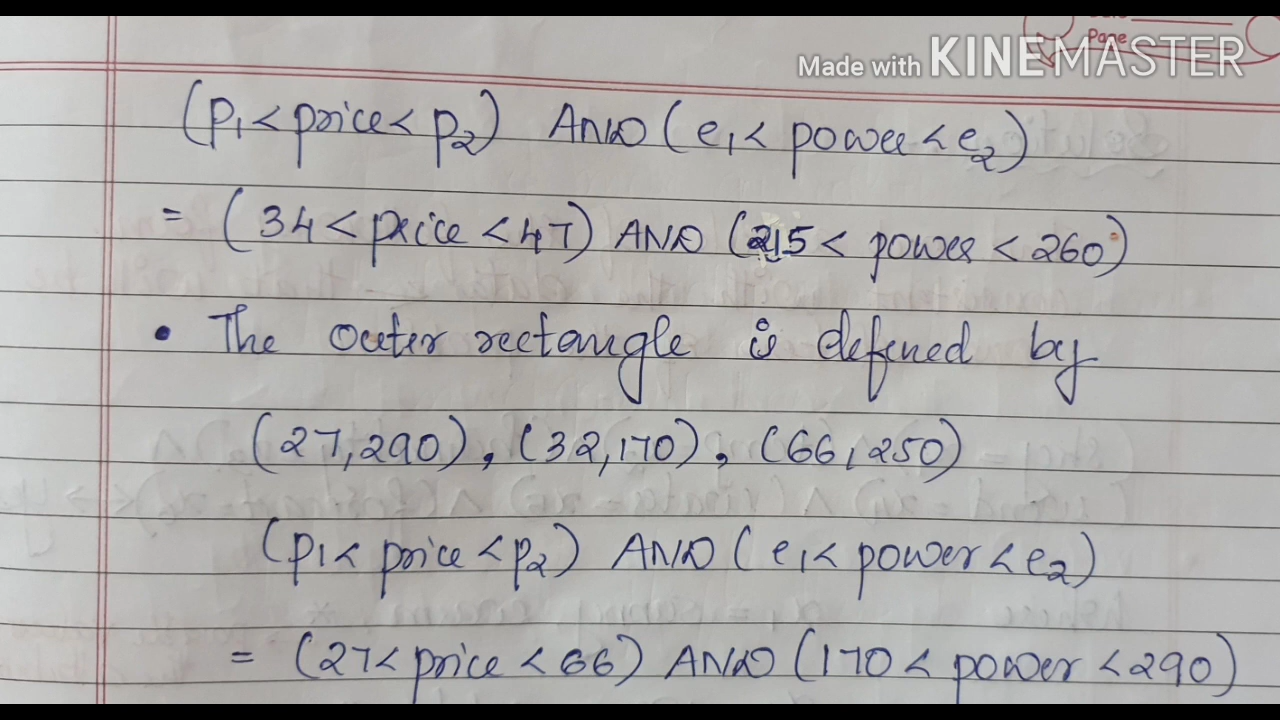 Date
Page
Made with KINEMASTER
(p1 < price < p2) AND (e1 < power < e2)
= (34 < price < 47) AND (215 < power < 260)
• The outer rectangle is defined by
(27,290), (32,170), (66,250)
(p1 < price < p2) AND (e1 < power < e2)
= (27 < price < 66) AND (170 < power < 290)